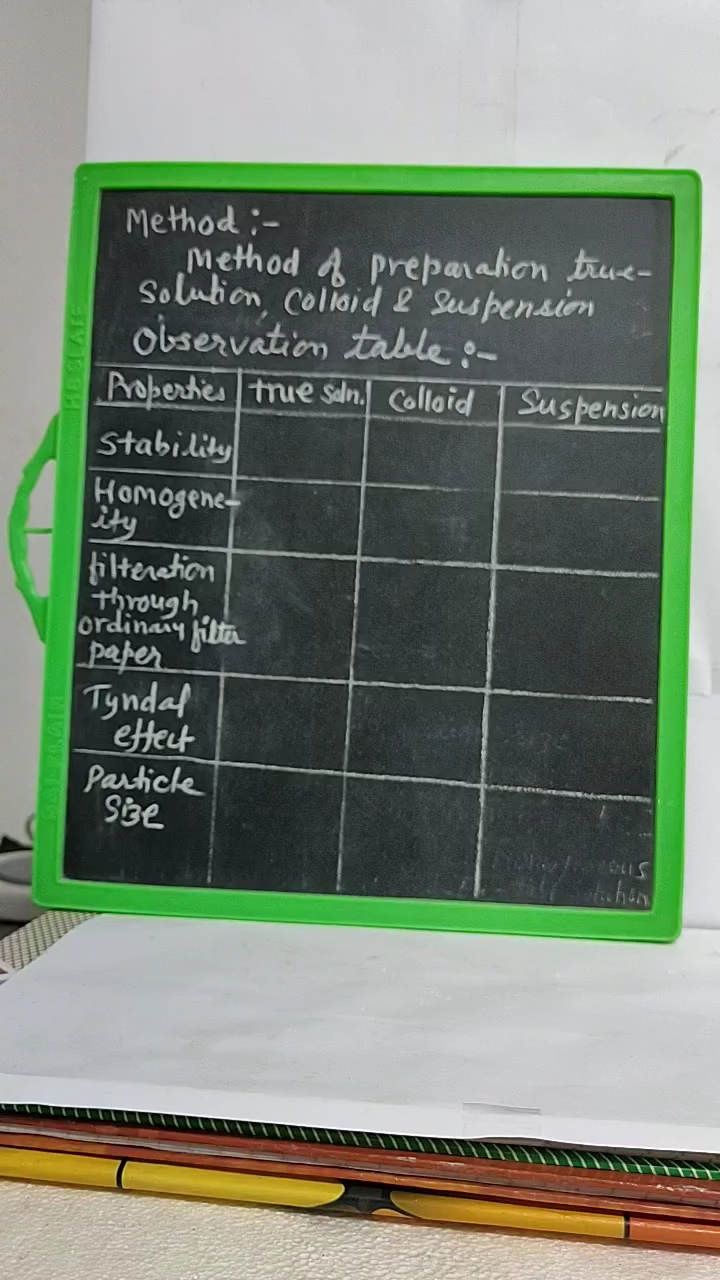 Method :-
Method of preparation true-
Solution, Colloid & Suspension
Observation table :-
Properties true soln. Colloid Suspension
Stability
Homogene-
ity
filteration
through
ordinary filter
paper
Tyndal
effect
Particle
Size